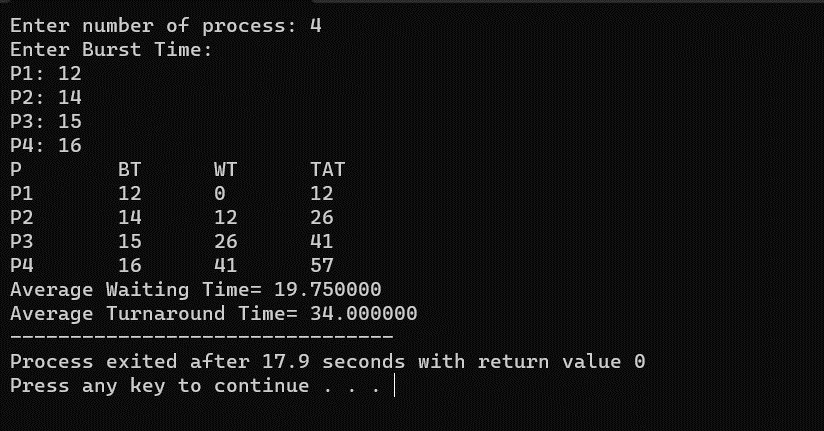 Enter number of process: 4
Enter Burst Time:
P1: 12
P2: 14
P3: 15
P4: 16
P        BT      WT      TAT
P1       12      0       12
P2       14      12      26
P3       15      26      41
P4       16      41      57
Average Waiting Time= 19.750000
Average Turnaround Time= 34.000000
--------------------------------
Process exited after 17.9 seconds with return value 0
Press any key to continue . . .